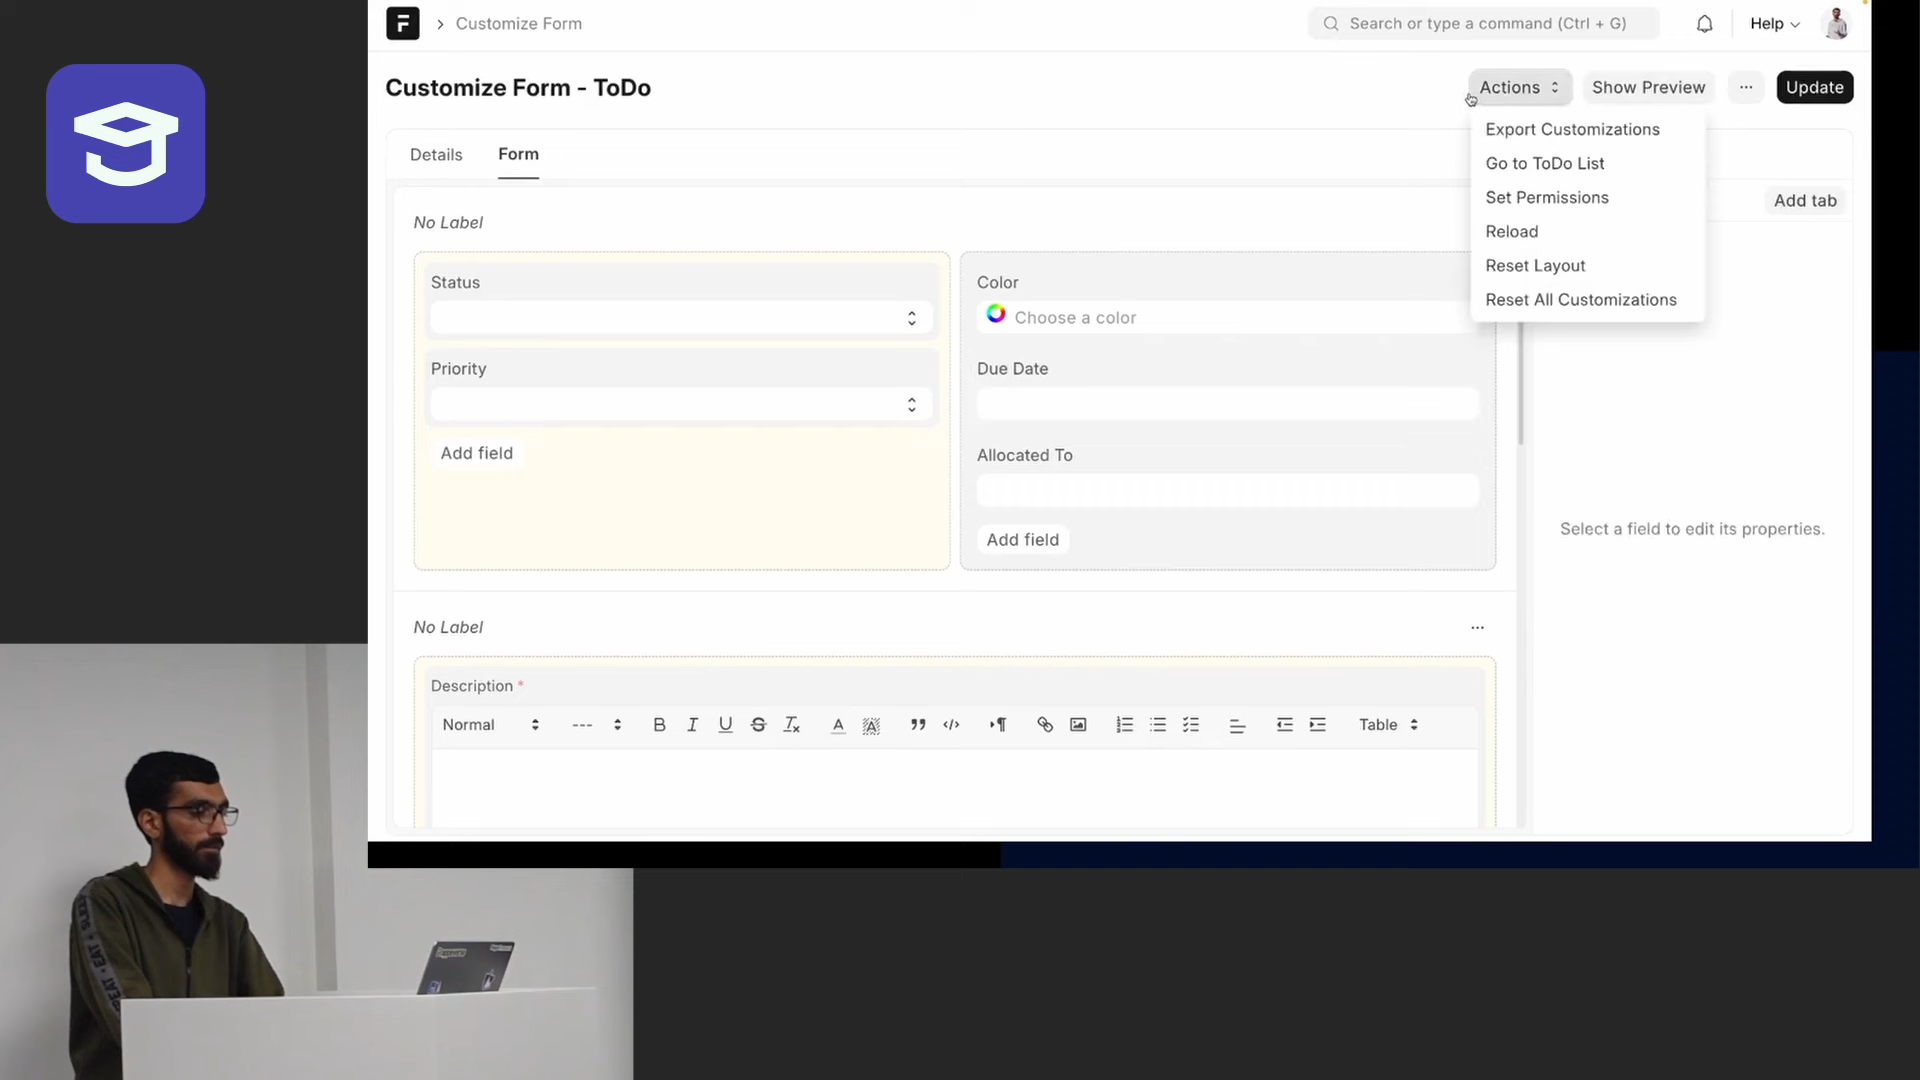 F
Customize Form
Search or type a command (Ctrl + G)
Help
Customize Form - ToDo
Actions
Show Preview
Update
Export Customizations
Go to ToDo List
Set Permissions
Reload
Reset Layout
Reset All Customizations
Details
Form
Add tab
No Label
Status
Priority
Add field
Color
Choose a color
Due Date
Allocated To
Add field
Select a field to edit its properties.
No Label
Description *
Normal
---
B I U S Tx A A
Table
EAT